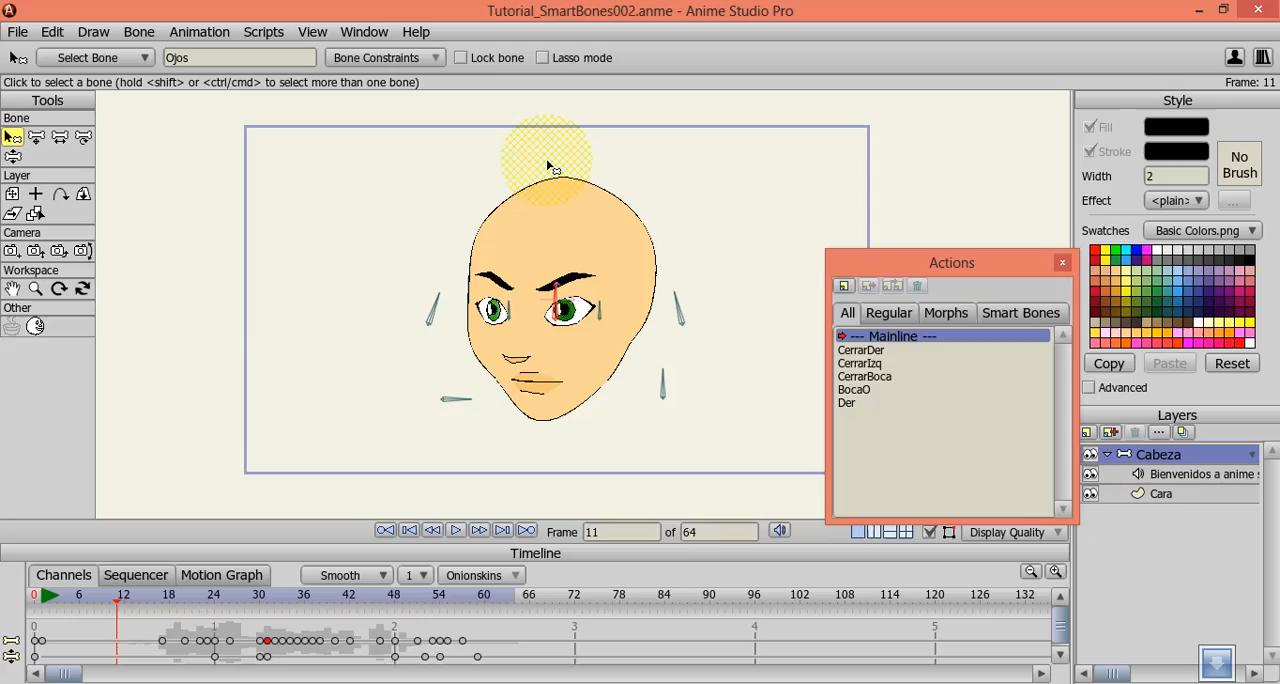 Tutorial_SmartBones002.anme - Anime Studio Pro
File Edit Draw Bone Animation Scripts View Window Help
Select Bone Ojos Bone Constraints Lock bone Lasso mode
Click to select a bone (hold <shift> or <ctrl/cmd> to select more than one bone) Frame: 11
Tools
Bone
Layer
Camera
Workspace
Other
Style
Fill
Stroke
Width 2
No Brush
Effect <plain> ...
Swatches Basic Colors.png
Copy Paste Reset
Advanced
Actions
All Regular Morphs Smart Bones
--- Mainline ---
CerrarDer
CerrarIzq
CerrarBoca
BocaO
Der
Layers
Cabeza
Bienvenidos a anime s
Cara
Frame 11 of 64 Display Quality
Timeline
Channels Sequencer Motion Graph Smooth 1 Onionskins
0 6 12 18 24 30 36 42 48 54 60 66 72 78 84 90 96 102 108 114 120 126 132
0 1 2 3 4 5